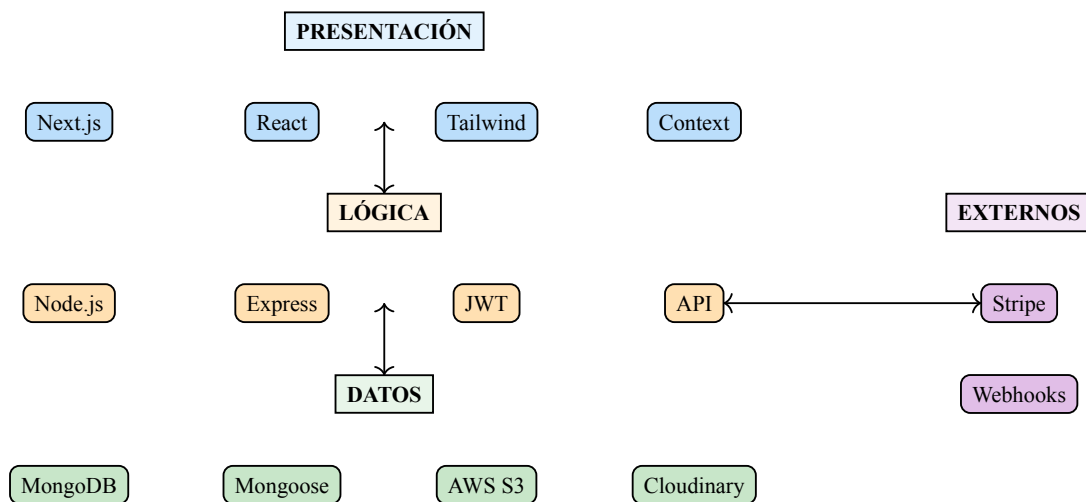 PRESENTACIÓN
Next.js React Tailwind Context
LÓGICA EXTERNOS
Node.js Express JWT API Stripe
DATOS Webhooks
MongoDB Mongoose AWS S3 Cloudinary